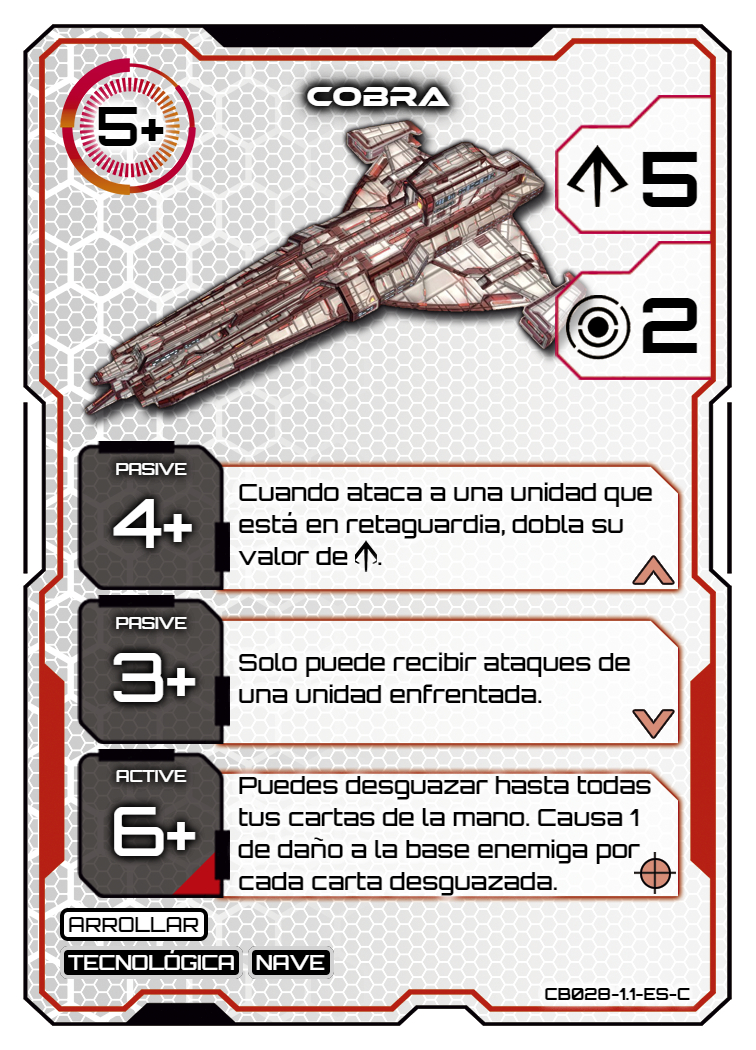 COBRA
5+
5
2
PASIVE
4+
Cuando ataca a una unidad que
está en retaguardia, dobla su
valor de .
PASIVE
3+
Solo puede recibir ataques de
una unidad enfrentada.
ACTIVE
6+
Puedes desguazar hasta todas
tus cartas de la mano. Causa 1
de daño a la base enemiga por
cada carta desguazada.
ARROLLAR
TECNOLÓGICA NAVE
CB028-1.1-ES-C